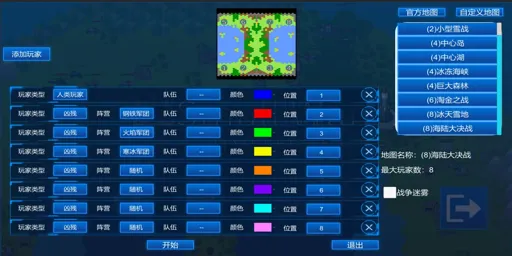 官方地图 自定义地图
添加玩家
(2)小型雪战
(4)中心岛
(4)中心湖
(4)冰冻海峡
(4)巨大森林
(6)淘金之战
(8)冰天雪地
(8)海陆大决战
玩家类型 人类玩家 队伍 -- 颜色 位置 1
玩家类型 凶残 阵营 钢铁军团 队伍 -- 颜色 位置 2
玩家类型 凶残 阵营 火焰军团 队伍 -- 颜色 位置 3
玩家类型 凶残 阵营 寒冰军团 队伍 -- 颜色 位置 4
玩家类型 凶残 阵营 随机 队伍 -- 颜色 位置 5
玩家类型 凶残 阵营 随机 队伍 -- 颜色 位置 6
玩家类型 凶残 阵营 随机 队伍 -- 颜色 位置 7
玩家类型 凶残 阵营 随机 队伍 -- 颜色 位置 8
地图名称：(8)海陆大决战
最大玩家数：8
战争迷雾
开始 退出